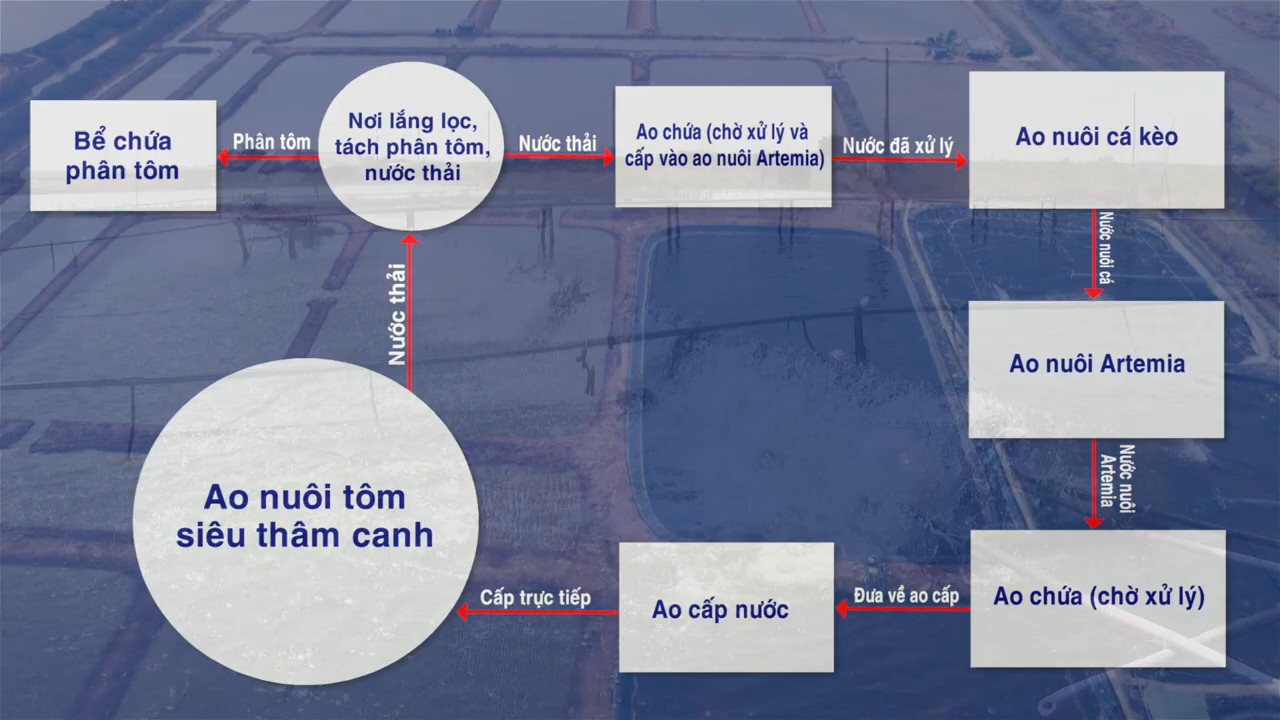 Bể chứa
phân tôm
Phân tôm
Nơi lắng lọc,
tách phân tôm,
nước thải
Nước thải
Ao chứa (chờ xử lý và
cấp vào ao nuôi Artemia)
Nước đã xử lý
Ao nuôi cá kèo
Nước nuôi cá
Nước thải
Ao nuôi Artemia
Nước nuôi
Artemia
Ao nuôi tôm
siêu thâm canh
Cấp trực tiếp
Ao cấp nước
Đưa về ao cấp
Ao chứa (chờ xử lý)